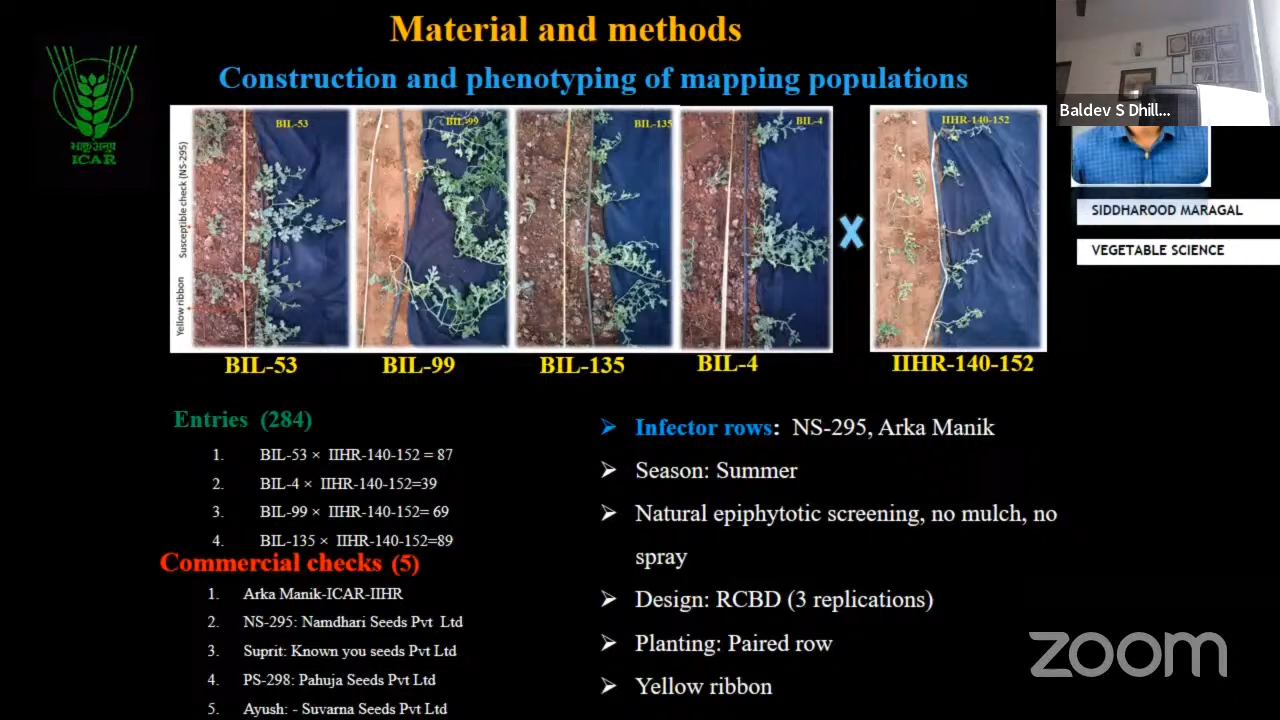 Material and methods
Construction and phenotyping of mapping populations
भाकृअनुप
ICAR
Susceptible check (NS-295)
Yellow ribbon
BIL-53
BIL-99
BIL-135
BIL-4
IIHR-140-152
BIL-53
BIL-99
BIL-135
BIL-4
X
IIHR-140-152
Baldev S Dhill...
SIDDHAROOD MARAGAL
VEGETABLE SCIENCE
Entries (284)
1. BIL-53 × IIHR-140-152 = 87
2. BIL-4 × IIHR-140-152=39
3. BIL-99 × IIHR-140-152= 69
4. BIL-135 × IIHR-140-152=89
Commercial checks (5)
1. Arka Manik-ICAR-IIHR
2. NS-295: Namdhari Seeds Pvt Ltd
3. Suprit: Known you seeds Pvt Ltd
4. PS-298: Pahuja Seeds Pvt Ltd
5. Ayush: - Suvarna Seeds Pvt Ltd
➢ Infector rows: NS-295, Arka Manik
➢ Season: Summer
➢ Natural epiphytotic screening, no mulch, no
spray
➢ Design: RCBD (3 replications)
➢ Planting: Paired row
➢ Yellow ribbon
zoom